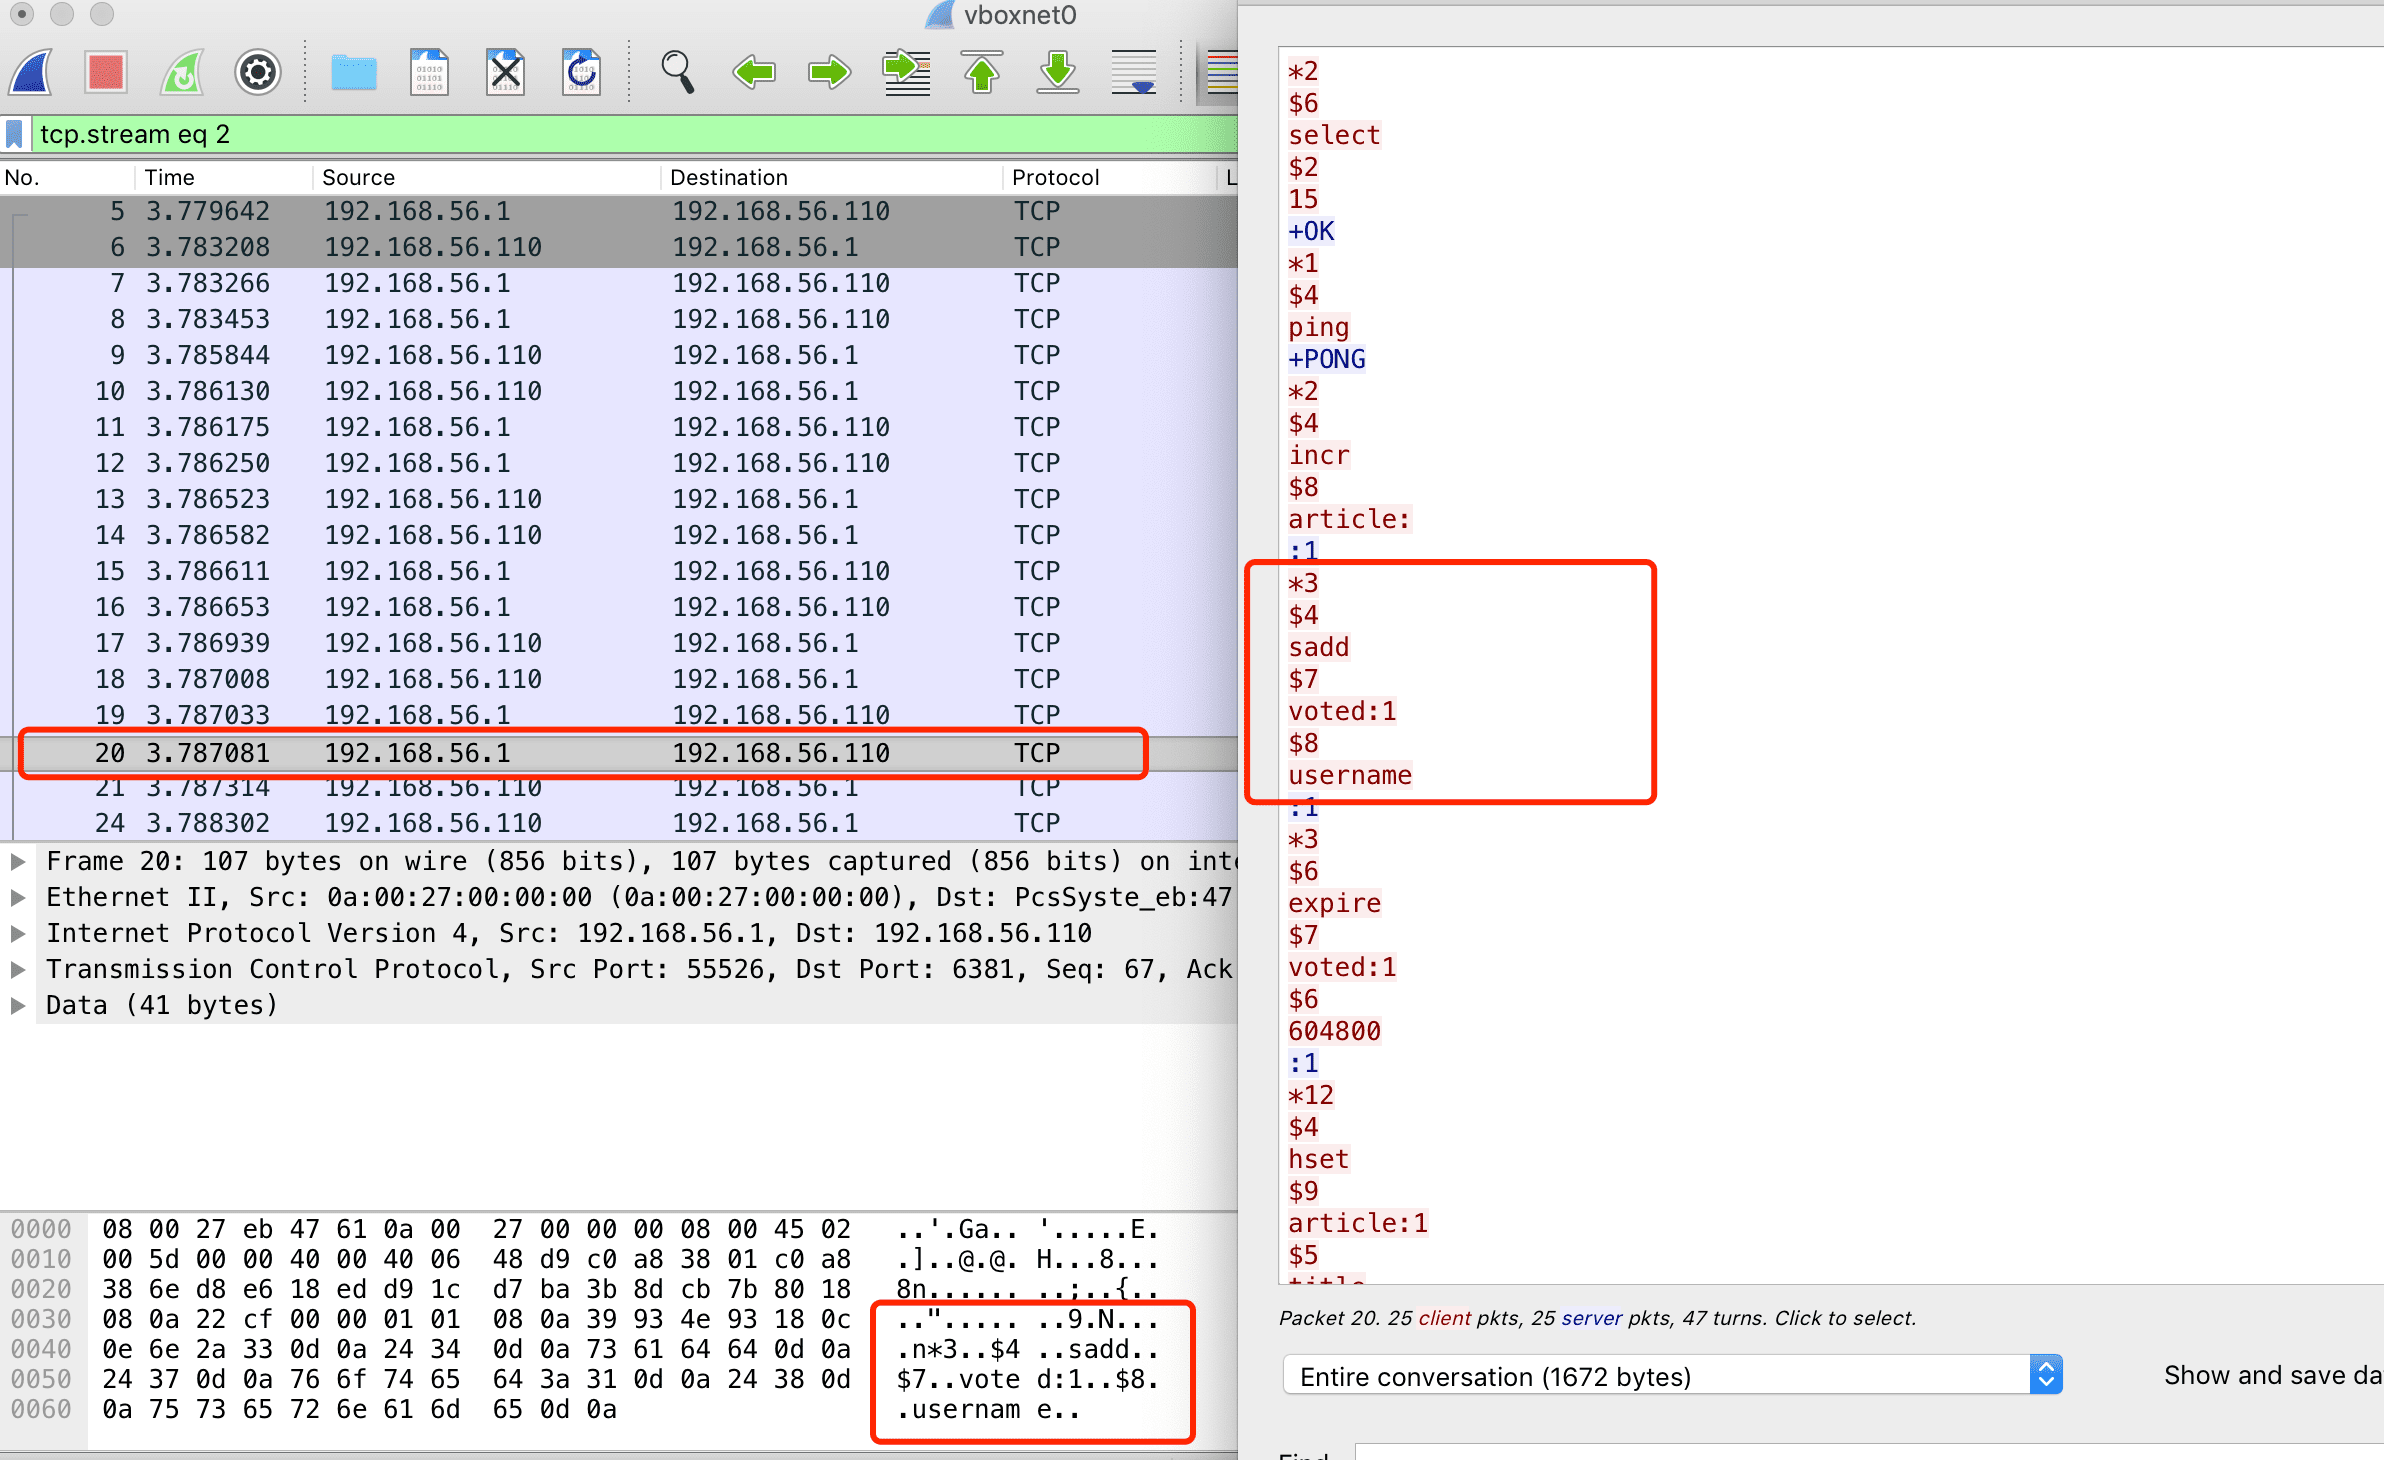 vboxnet0
tcp.stream eq 2
No. Time Source Destination Protocol L
5 3.779642 192.168.56.1 192.168.56.110 TCP
6 3.783208 192.168.56.110 192.168.56.1 TCP
7 3.783266 192.168.56.1 192.168.56.110 TCP
8 3.783453 192.168.56.1 192.168.56.110 TCP
9 3.785844 192.168.56.110 192.168.56.1 TCP
10 3.786130 192.168.56.110 192.168.56.1 TCP
11 3.786175 192.168.56.1 192.168.56.110 TCP
12 3.786250 192.168.56.1 192.168.56.110 TCP
13 3.786523 192.168.56.110 192.168.56.1 TCP
14 3.786582 192.168.56.110 192.168.56.1 TCP
15 3.786611 192.168.56.1 192.168.56.110 TCP
16 3.786653 192.168.56.1 192.168.56.110 TCP
17 3.786939 192.168.56.110 192.168.56.1 TCP
18 3.787008 192.168.56.110 192.168.56.1 TCP
19 3.787033 192.168.56.1 192.168.56.110 TCP
20 3.787081 192.168.56.1 192.168.56.110 TCP
21 3.787314 192.168.56.110 192.168.56.1 TCP
24 3.788302 192.168.56.110 192.168.56.1 TCP
Frame 20: 107 bytes on wire (856 bits), 107 bytes captured (856 bits) on inte
Ethernet II, Src: 0a:00:27:00:00:00 (0a:00:27:00:00:00), Dst: PcsSyste_eb:47
Internet Protocol Version 4, Src: 192.168.56.1, Dst: 192.168.56.110
Transmission Control Protocol, Src Port: 55526, Dst Port: 6381, Seq: 67, Ack
Data (41 bytes)
0000 08 00 27 eb 47 61 0a 00 27 00 00 00 08 00 45 02 ..'.Ga.. '.....E.
0010 00 5d 00 00 40 00 40 06 48 d9 c0 a8 38 01 c0 a8 .]..@.@. H...8...
0020 38 6e d8 e6 18 ed d9 1c d7 ba 3b 8d cb 7b 80 18 8n...... ..;..{..
0030 08 0a 22 cf 00 00 01 01 08 0a 39 93 4e 93 18 0c .."..... ..9.N...
0040 0e 6e 2a 33 0d 0a 24 34 0d 0a 73 61 64 64 0d 0a .n*3..$4 ..sadd..
0050 24 37 0d 0a 76 6f 74 65 64 3a 31 0d 0a 24 38 0d $7..vote d:1..$8.
0060 0a 75 73 65 72 6e 61 6d 65 0d 0a .usernam e..
*2
$6
select
$2
15
+OK
*1
$4
ping
+PONG
*2
$4
incr
$8
article:
:1
*3
$4
sadd
$7
voted:1
$8
username
:1
*3
$6
expire
$7
voted:1
$6
604800
:1
*12
$4
hset
$9
article:1
$5
title
Packet 20. 25 client pkts, 25 server pkts, 47 turns. Click to select.
Entire conversation (1672 bytes)
Show and save da
Find